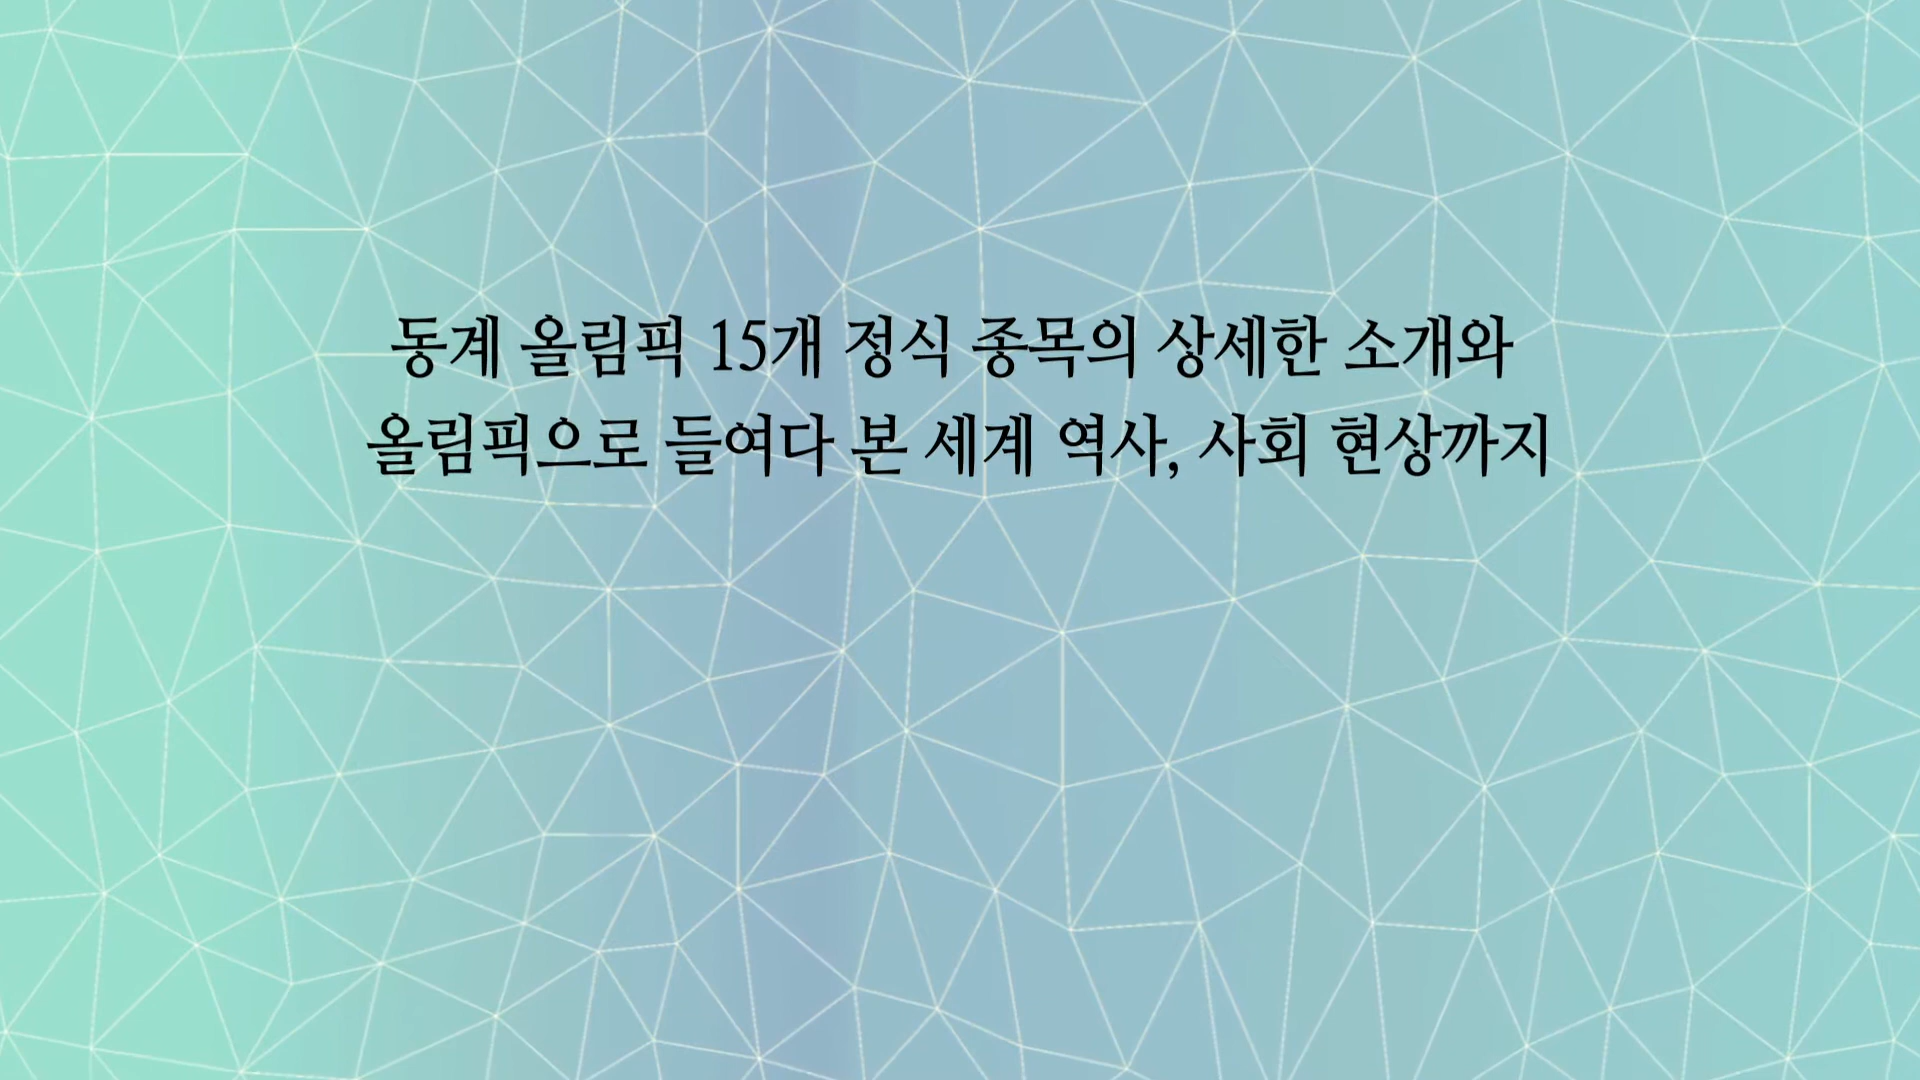 동계 올림픽 15개 정식 종목의 상세한 소개와
올림픽으로 들여다 본 세계 역사, 사회 현상까지